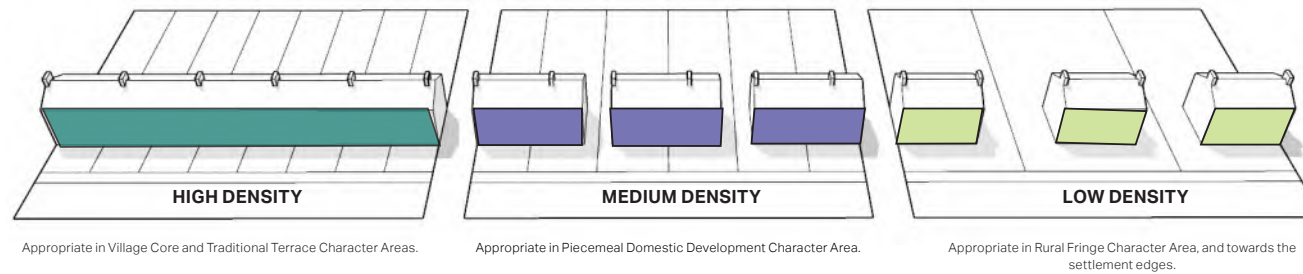 HIGH DENSITY
MEDIUM DENSITY
LOW DENSITY
Appropriate in Village Core and Traditional Terrace Character Areas.
Appropriate in Piecemeal Domestic Development Character Area.
Appropriate in Rural Fringe Character Area, and towards the
settlement edges.